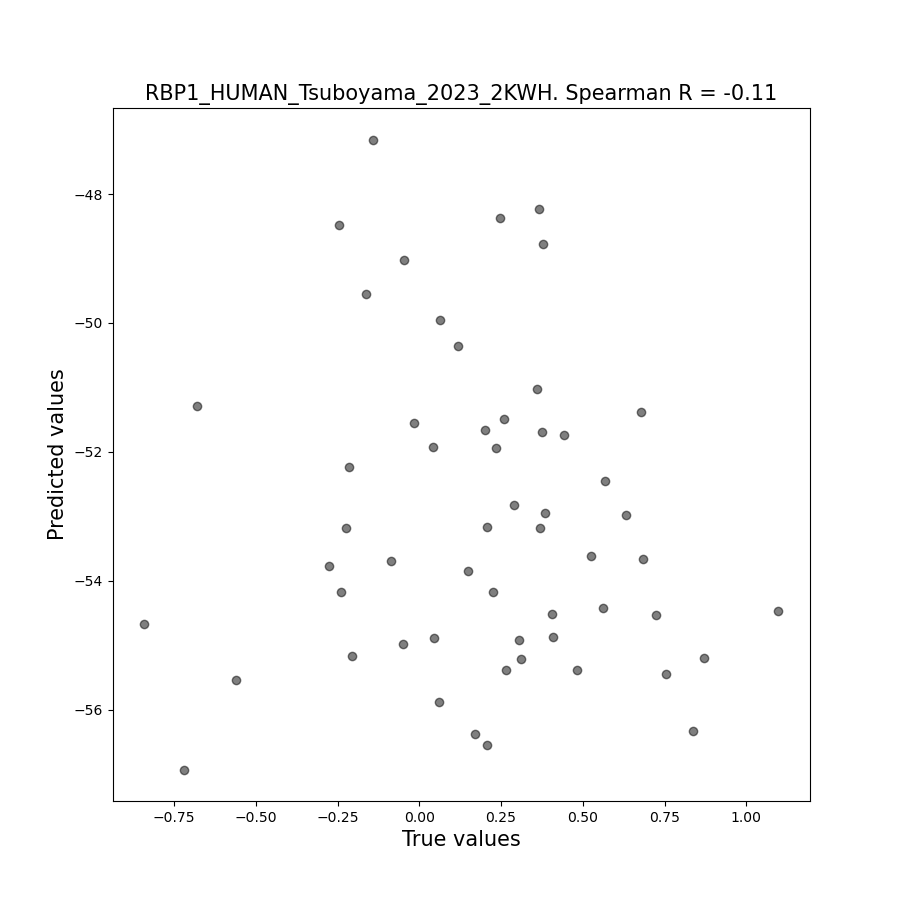 RBP1_HUMAN_Tsuboyama_2023_2KWH. Spearman R = -0.11
Predicted values
−48
−50
−52
−54
−56
−0.75 −0.50 −0.25 0.00 0.25 0.50 0.75 1.00
True values